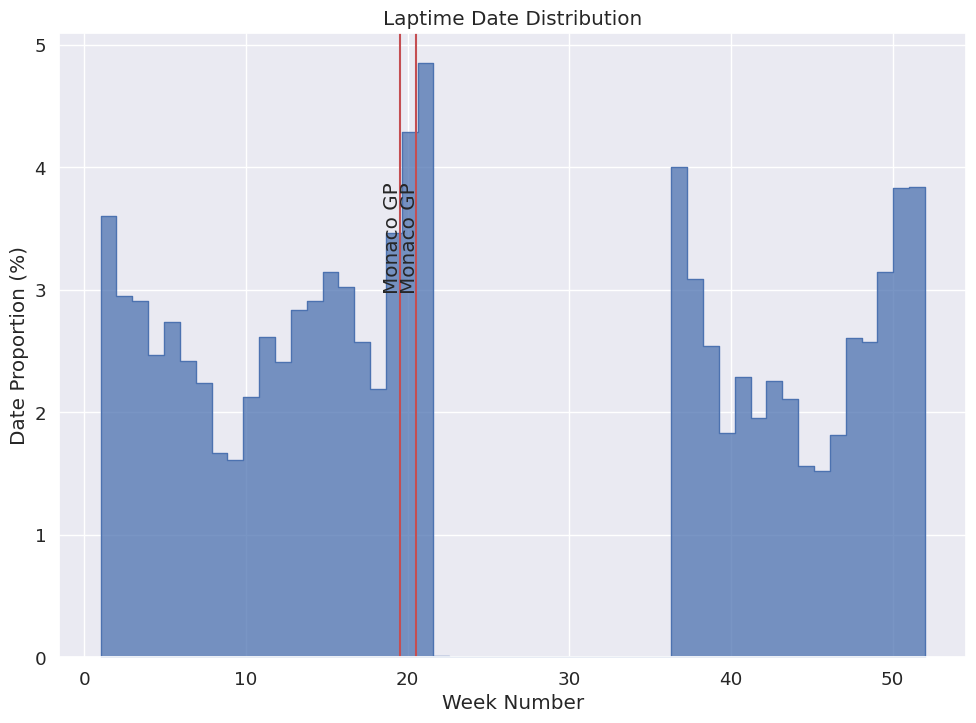 Laptime Date Distribution
Date Proportion (%)
5
4
3
2
1
0
Monaco GP
Monaco GP
0 10 20 30 40 50
Week Number